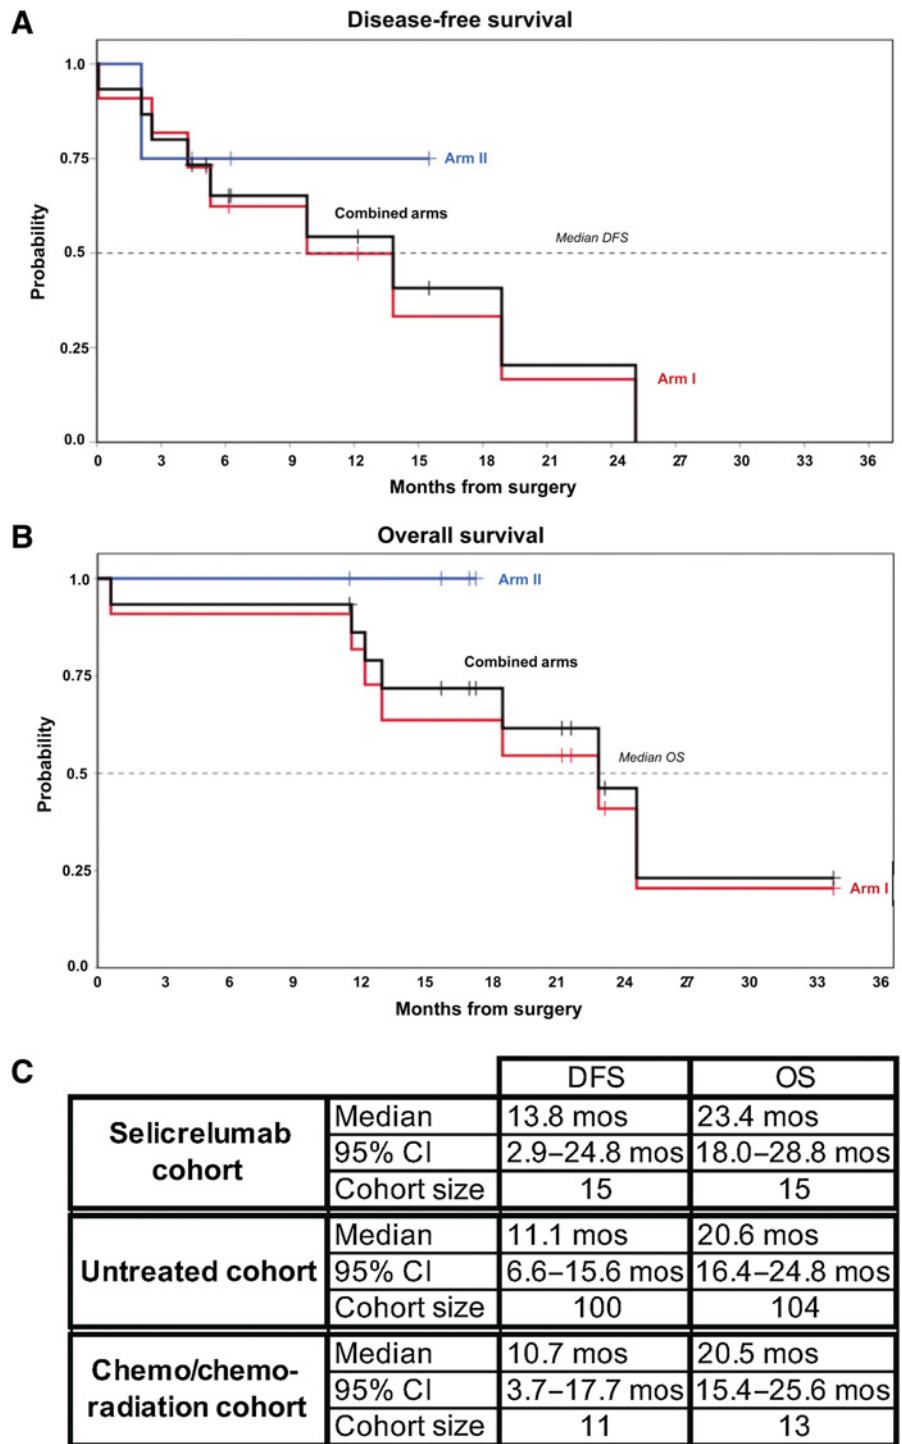 A
Disease-free survival
1.0
0.75
0.5
0.25
0.0
Probability
Arm II
Combined arms
Median DFS
Arm I
0 3 6 9 12 15 18 21 24 27 30 33 36
Months from surgery
B
Overall survival
1.0
0.75
0.5
0.25
0.0
Probability
Arm II
Combined arms
Median OS
Arm I
0 3 6 9 12 15 18 21 24 27 30 33 36
Months from surgery
C
DFS OS
Selicrelumab cohort
Median 13.8 mos 23.4 mos
95% CI 2.9–24.8 mos 18.0–28.8 mos
Cohort size 15 15
Untreated cohort
Median 11.1 mos 20.6 mos
95% CI 6.6–15.6 mos 16.4–24.8 mos
Cohort size 100 104
Chemo/chemo-
radiation cohort
Median 10.7 mos 20.5 mos
95% CI 3.7–17.7 mos 15.4–25.6 mos
Cohort size 11 13